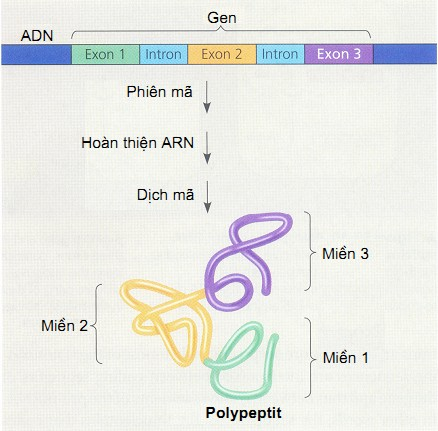 Gen
ADN
Exon 1 Intron Exon 2 Intron Exon 3
Phiên mã
Hoàn thiện ARN
Dịch mã
Miền 3
Miền 2
Miền 1
Polypeptit